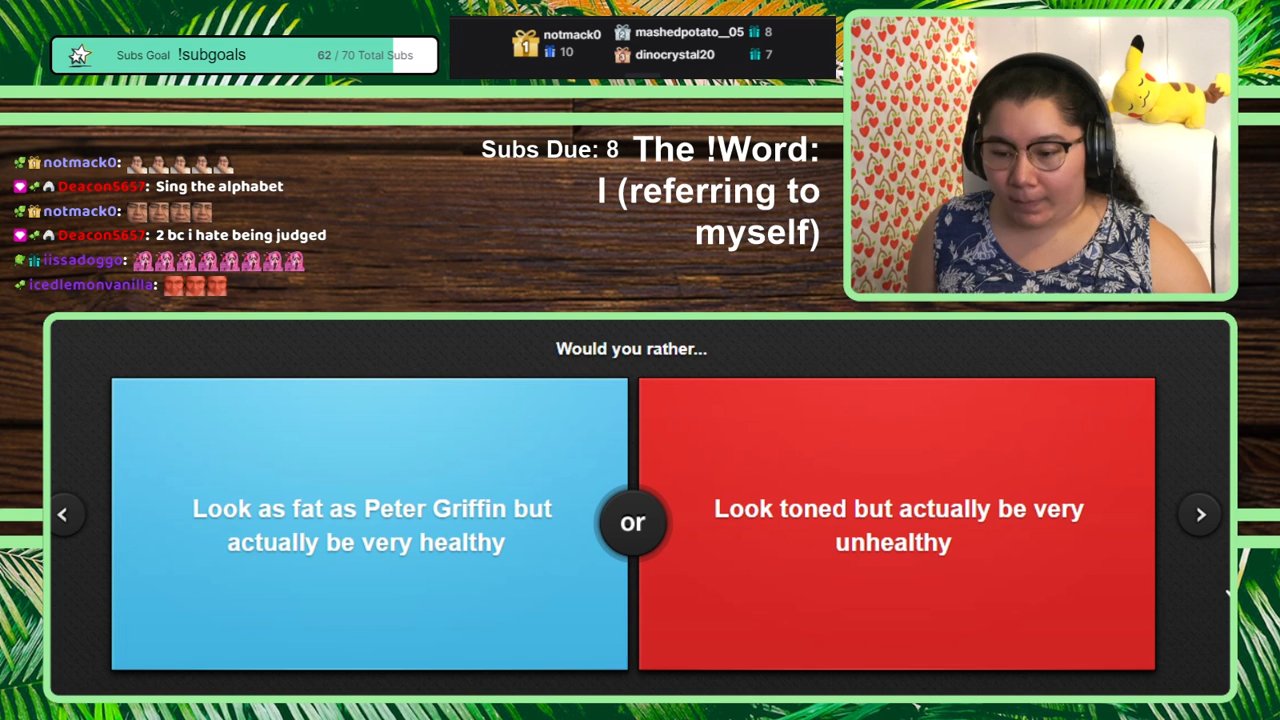 Subs Goal !subgoals 62 / 70 Total Subs
1 notmack0 10
mashedpotato__05 8
dinocrystal20 7
Subs Due: 8 The !Word:
I (referring to
myself)
notmack0:
Deacon5657: Sing the alphabet
notmack0:
Deacon5657: 2 bc i hate being judged
iissadoggo:
icedlemonvanilla:
Would you rather...
Look as fat as Peter Griffin but
actually be very healthy
or
Look toned but actually be very
unhealthy